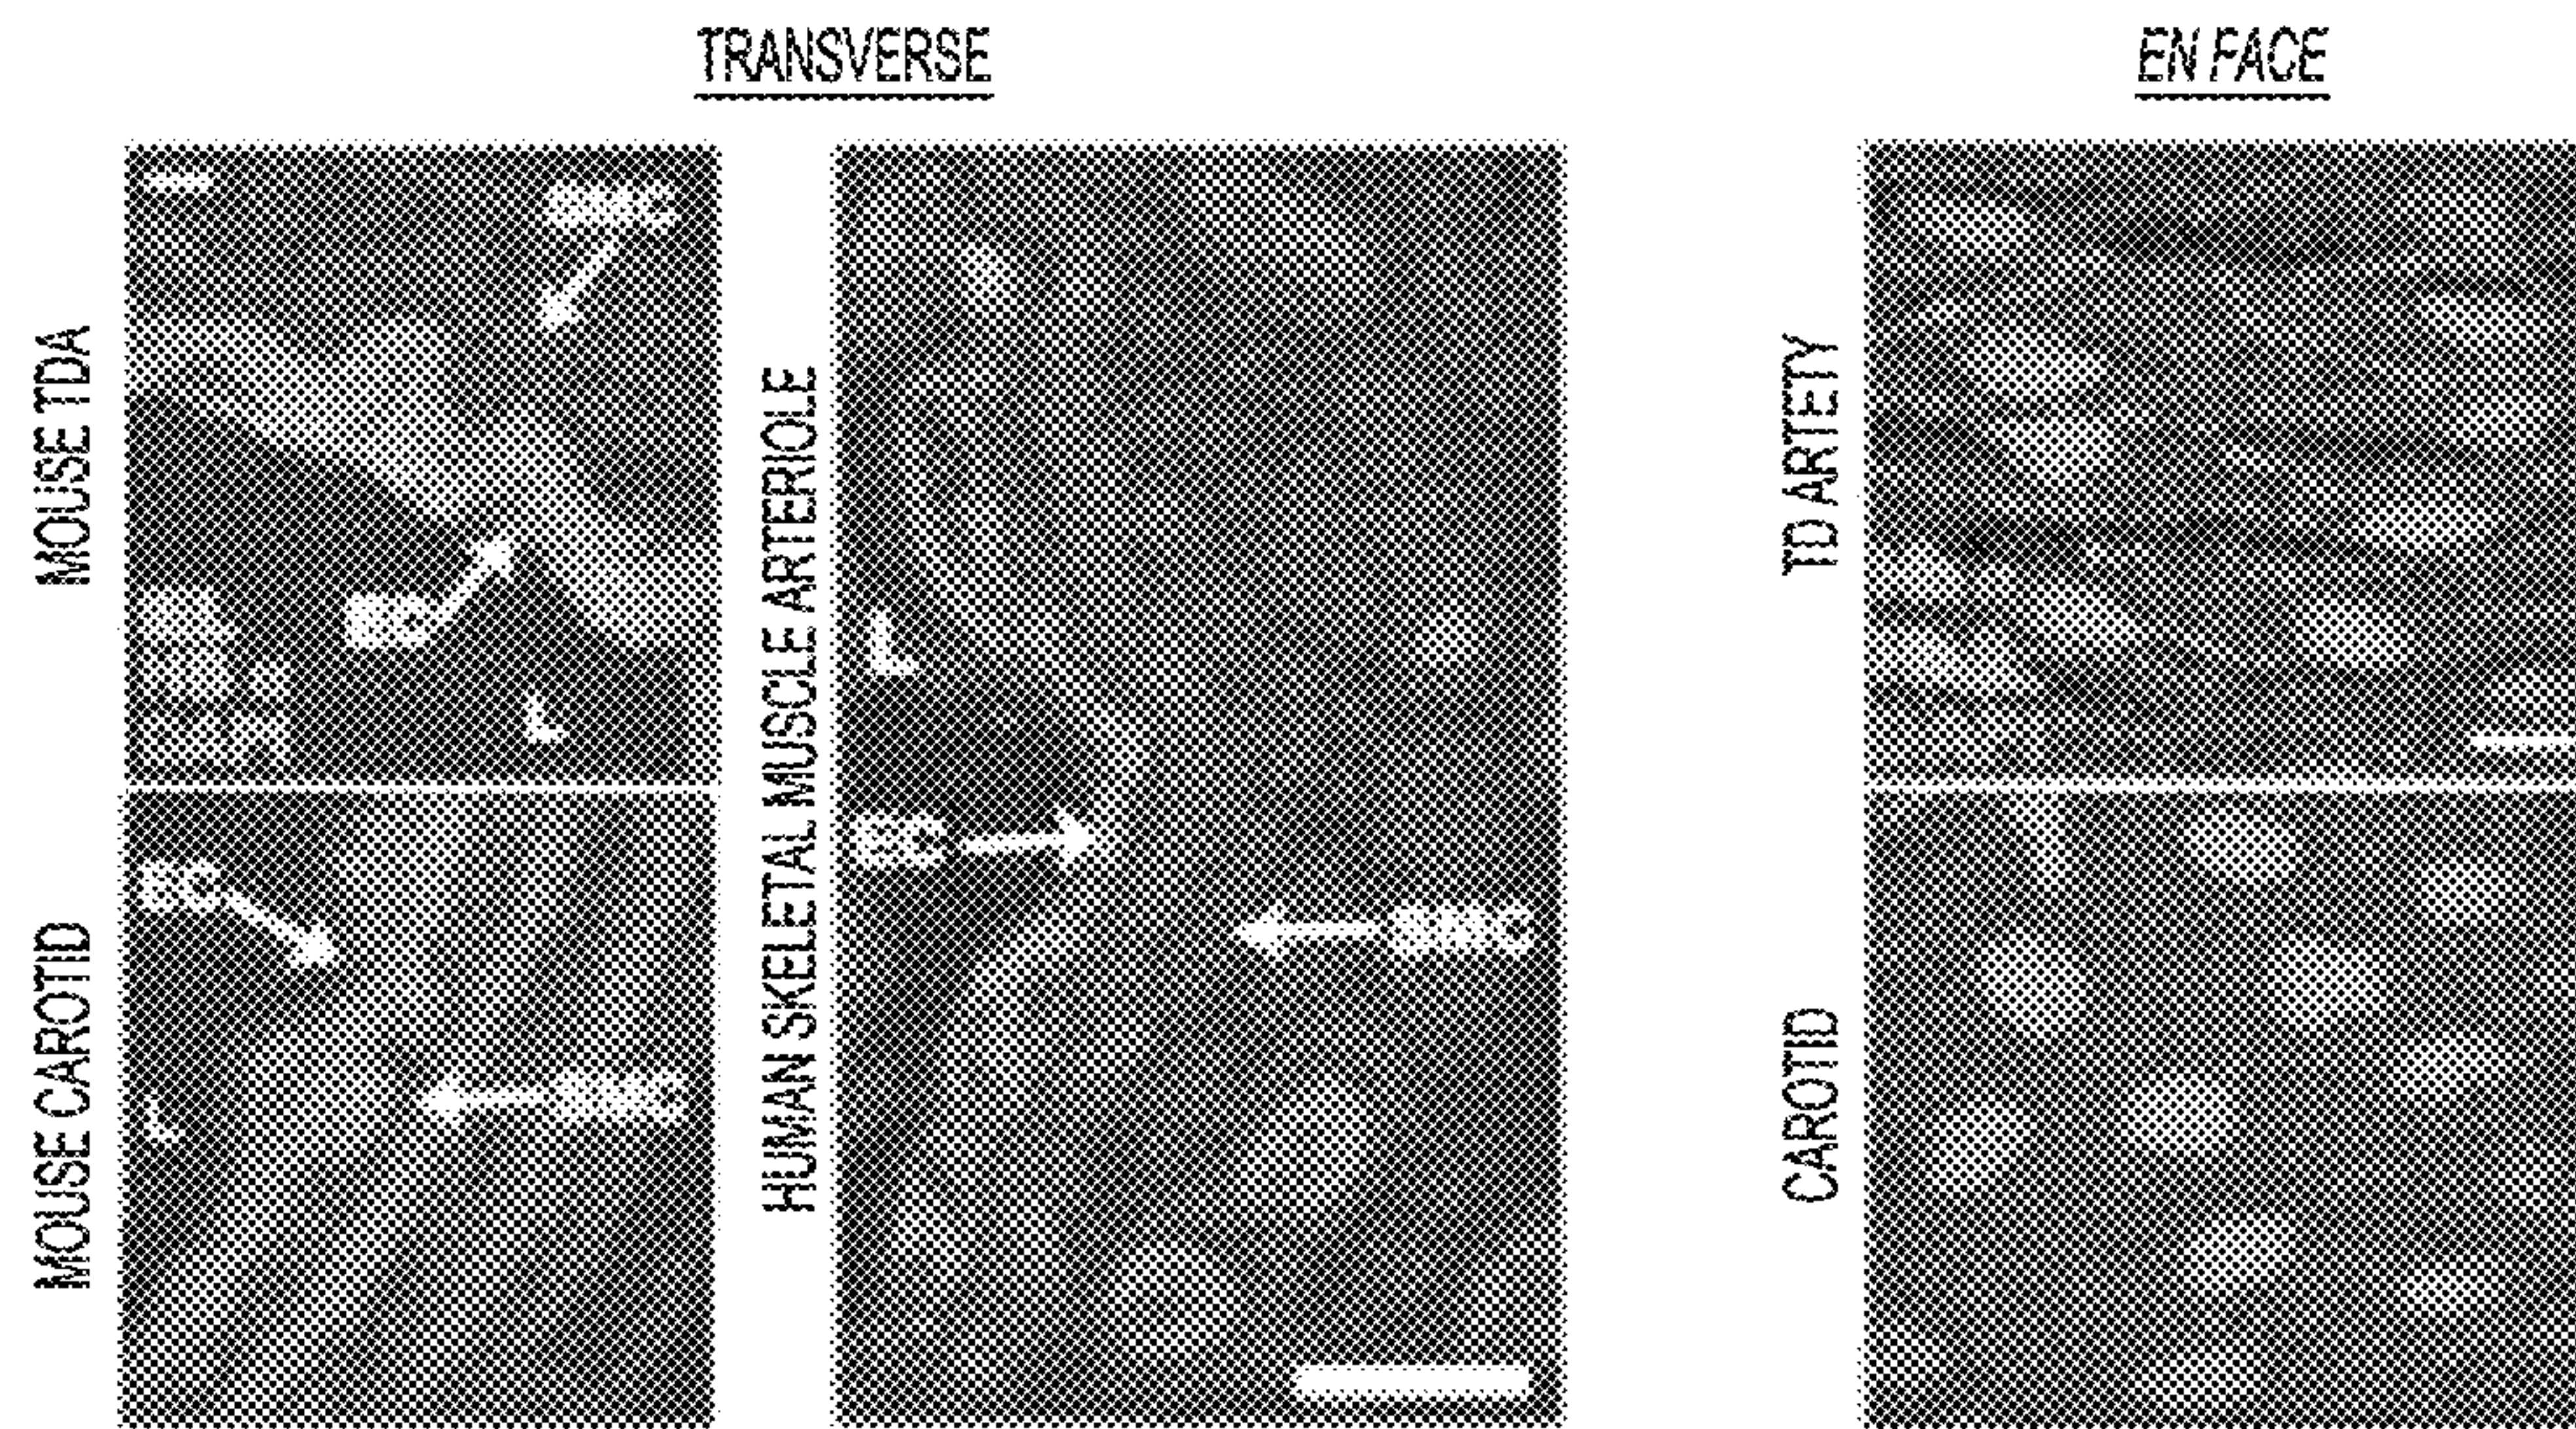 TRANSVERSE
EN FACE
MOUSE TDA
SMC
EC
L
MOUSE CAROTID
EC
L
SMC
HUMAN SKELETAL MUSCLE ARTERIOLE
L
EC
SMC
TD ARTETY
CAROTID